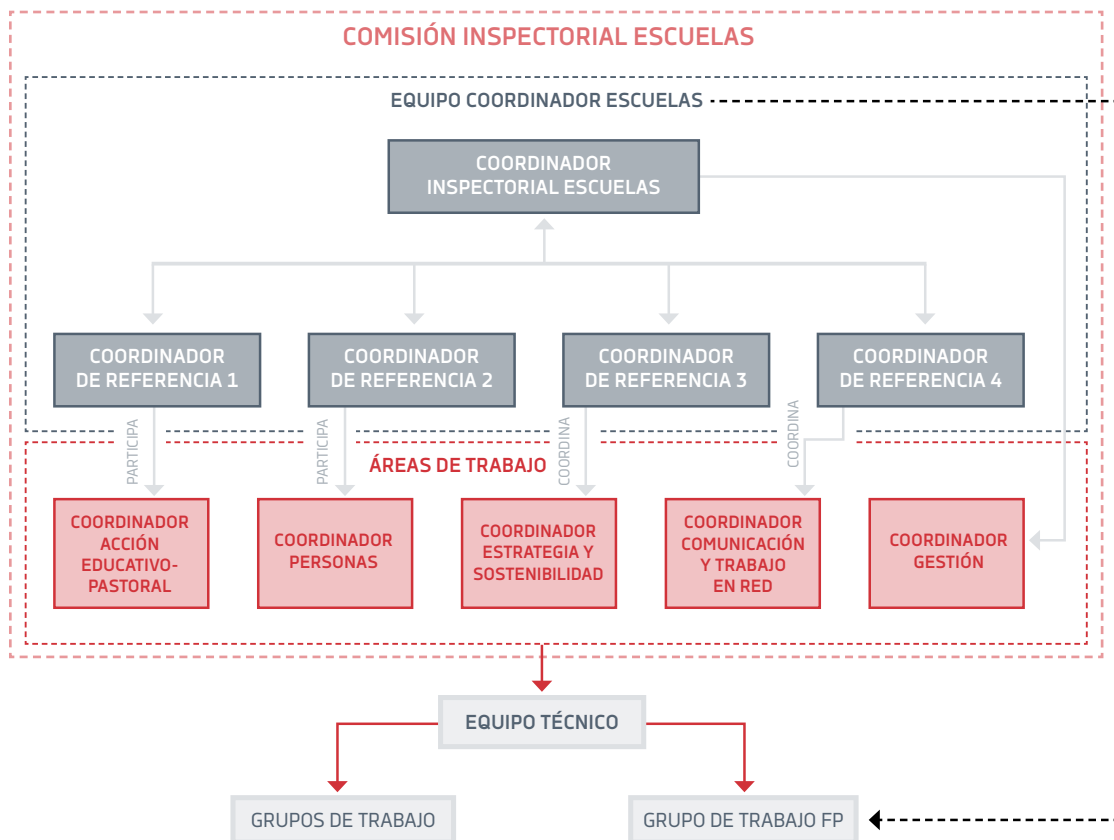 COMISIÓN INSPECTORIAL ESCUELAS
EQUIPO COORDINADOR ESCUELAS
COORDINADOR
INSPECTORIAL ESCUELAS
COORDINADOR
DE REFERENCIA 1
COORDINADOR
DE REFERENCIA 2
COORDINADOR
DE REFERENCIA 3
COORDINADOR
DE REFERENCIA 4
PARTICIPA
PARTICIPA
COORDINA
COORDINA
ÁREAS DE TRABAJO
COORDINADOR
ACCIÓN
EDUCATIVO-
PASTORAL
COORDINADOR
PERSONAS
COORDINADOR
ESTRATEGIA Y
SOSTENIBILIDAD
COORDINADOR
COMUNICACIÓN
Y TRABAJO
EN RED
COORDINADOR
GESTIÓN
EQUIPO TÉCNICO
GRUPOS DE TRABAJO
GRUPO DE TRABAJO FP